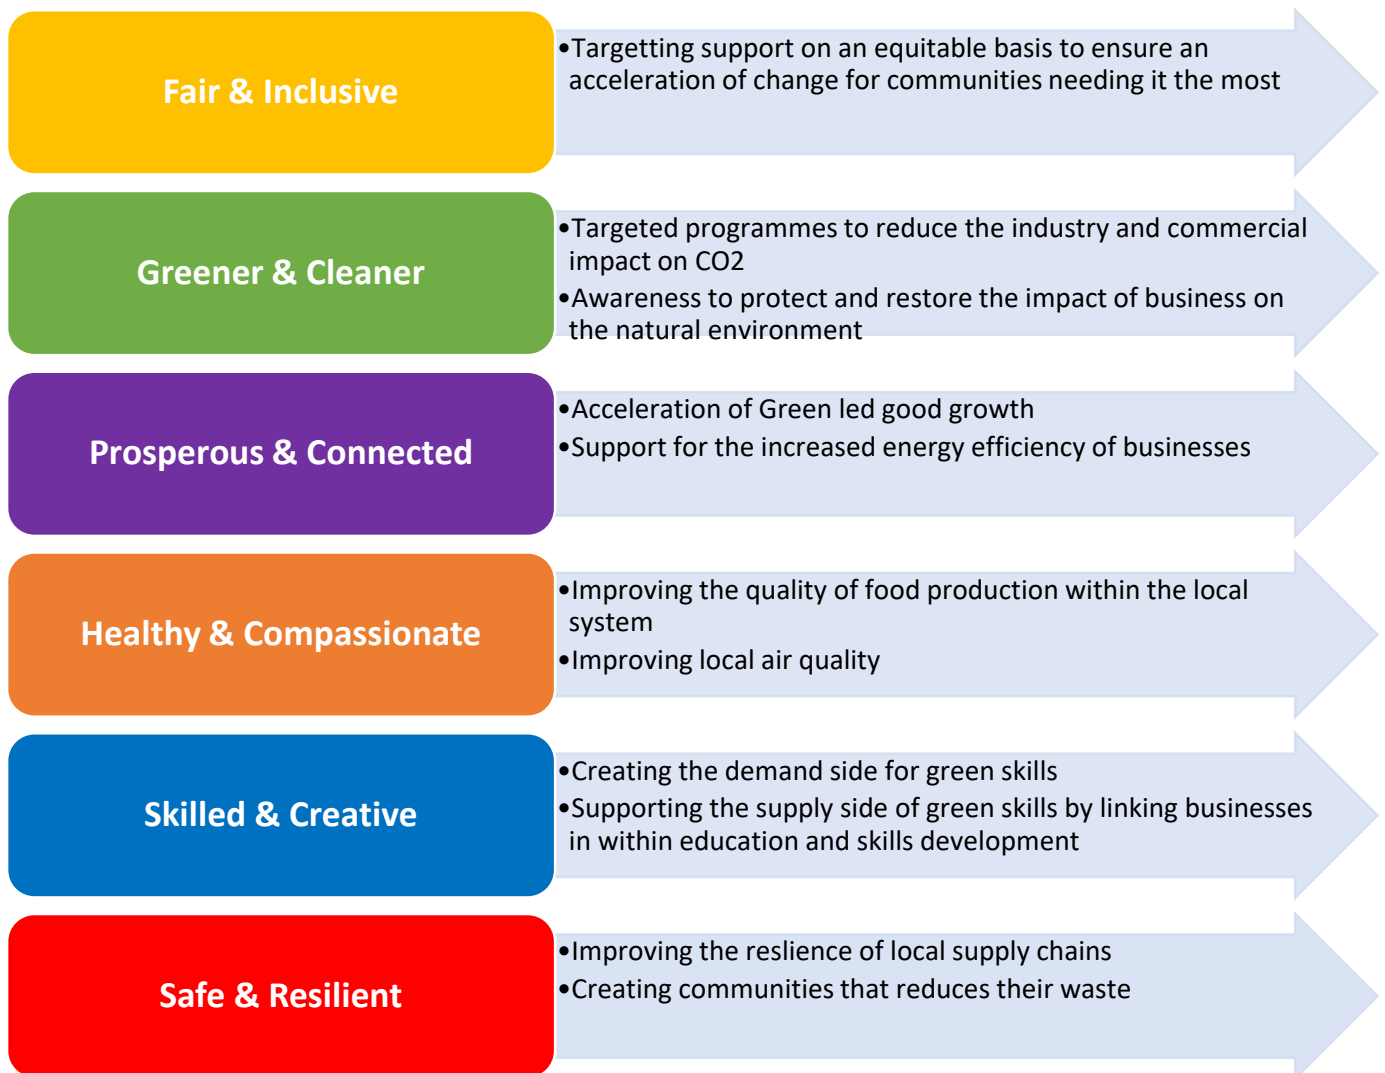 Fair & Inclusive
•Targetting support on an equitable basis to ensure an
acceleration of change for communities needing it the most
Greener & Cleaner
•Targeted programmes to reduce the industry and commercial
impact on CO2
•Awareness to protect and restore the impact of business on
the natural environment
Prosperous & Connected
•Acceleration of Green led good growth
•Support for the increased energy efficiency of businesses
Healthy & Compassionate
•Improving the quality of food production within the local
system
•Improving local air quality
Skilled & Creative
•Creating the demand side for green skills
•Supporting the supply side of green skills by linking businesses
in within education and skills development
Safe & Resilient
•Improving the reslience of local supply chains
•Creating communities that reduces their waste